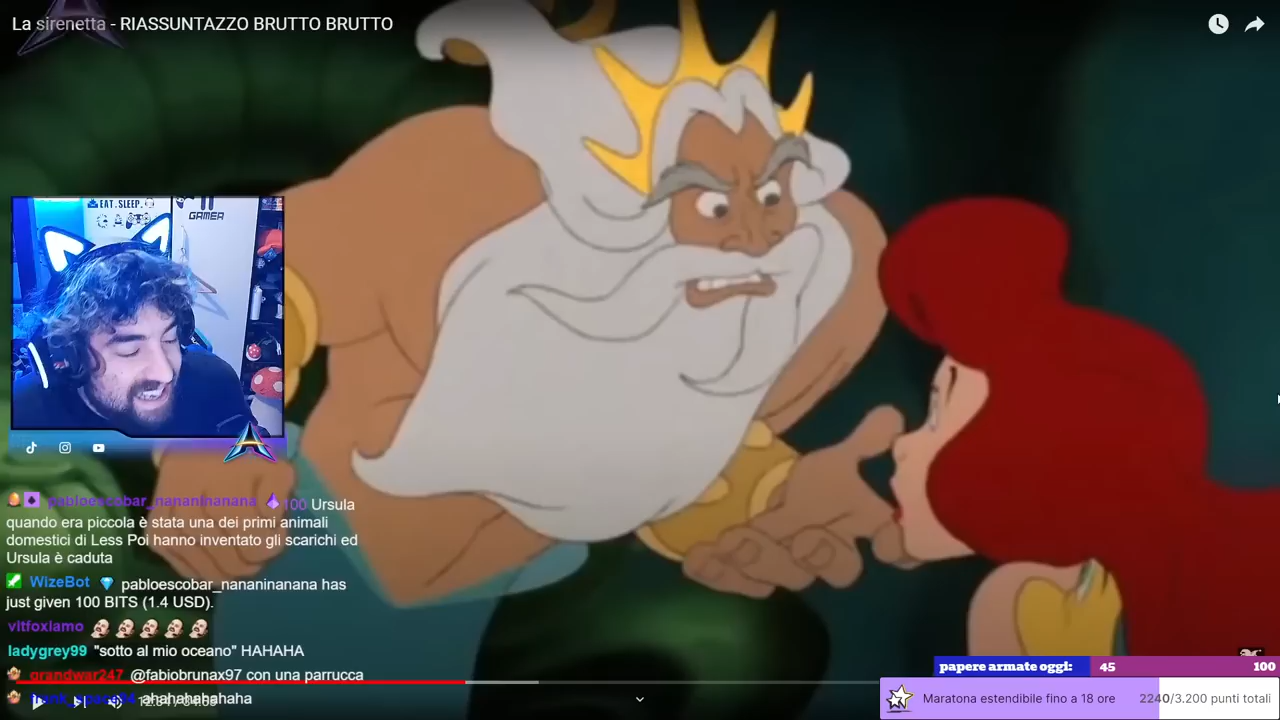 La sirenetta - RIASSUNTAZZO BRUTTO BRUTTO
EAT.SLEEP.
GAMER
pabloescobar_nananinanana 100 Ursula
quando era piccola è stata una dei primi animali
domestici di Less Poi hanno inventato gli scarichi ed
Ursula è caduta
WizeBot pabloescobar_nananinanana has
just given 100 BITS (1.4 USD).
vitfoxiamo
ladygrey99 "sotto al mio oceano" HAHAHA
grandwar247 @fabiobrunax97 con una parrucca
ahahahahahaha
papere armate oggi: 45 100
Maratona estendibile fino a 18 ore 2240/3.200 punti totali